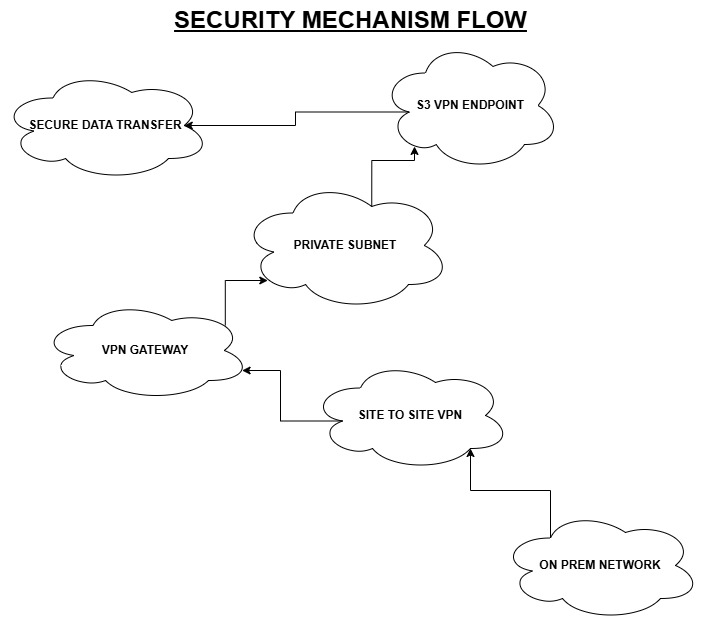 SECURITY MECHANISM FLOW
S3 VPN ENDPOINT
SECURE DATA TRANSFER
PRIVATE SUBNET
VPN GATEWAY
SITE TO SITE VPN
ON PREM NETWORK